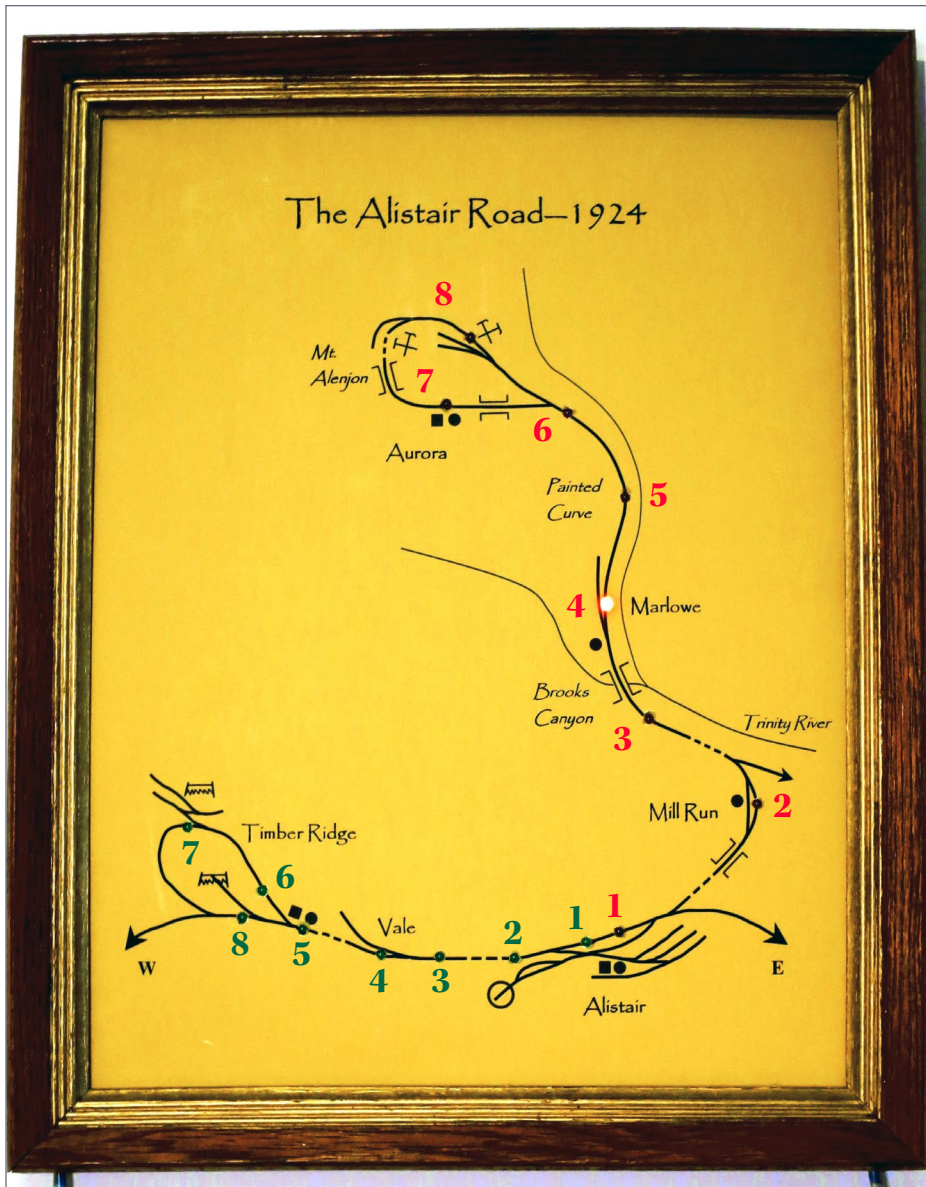 The Alistair Road—1924
8
Mt.
Alenjon
7
6
Aurora
Painted
Curve
5
4
Marlowe
Brooks
Canyon
3
Trinity River
2
Mill Run
Timber Ridge
7
6
Vale
1
1
2
8
5
4
3
W
E
Alistair